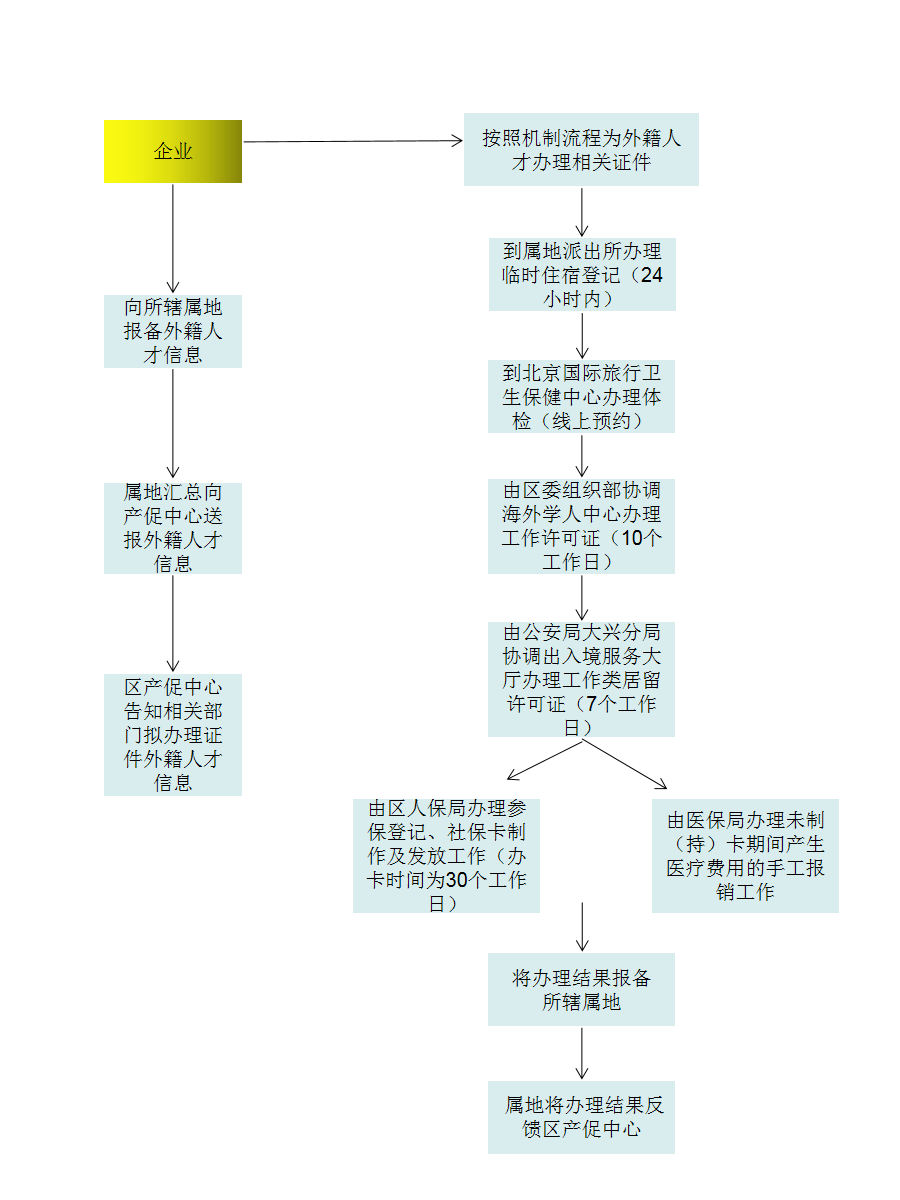 企业
向所辖属地
报备外籍人
才信息
属地汇总向
产促中心送
报外籍人才
信息
区产促中心
告知相关部
门拟办理证
件外籍人才
信息
按照机制流程为外籍人
才办理相关证件
到属地派出所办理
临时住宿登记（24
小时内）
到北京国际旅行卫
生保健中心办理体
检（线上预约）
由区委组织部协调
海外学人中心办理
工作许可证（10个
工作日）
由公安局大兴分局
协调出入境服务大
厅办理工作类居留
许可证（7个工作
日）
由区人保局办理参
保登记、社保卡制
作及发放工作（办
卡时间为30个工作
日）
由医保局办理未制
（持）卡期间产生
医疗费用的手工报
销工作
将办理结果报备
所辖属地
属地将办理结果反
馈区产促中心